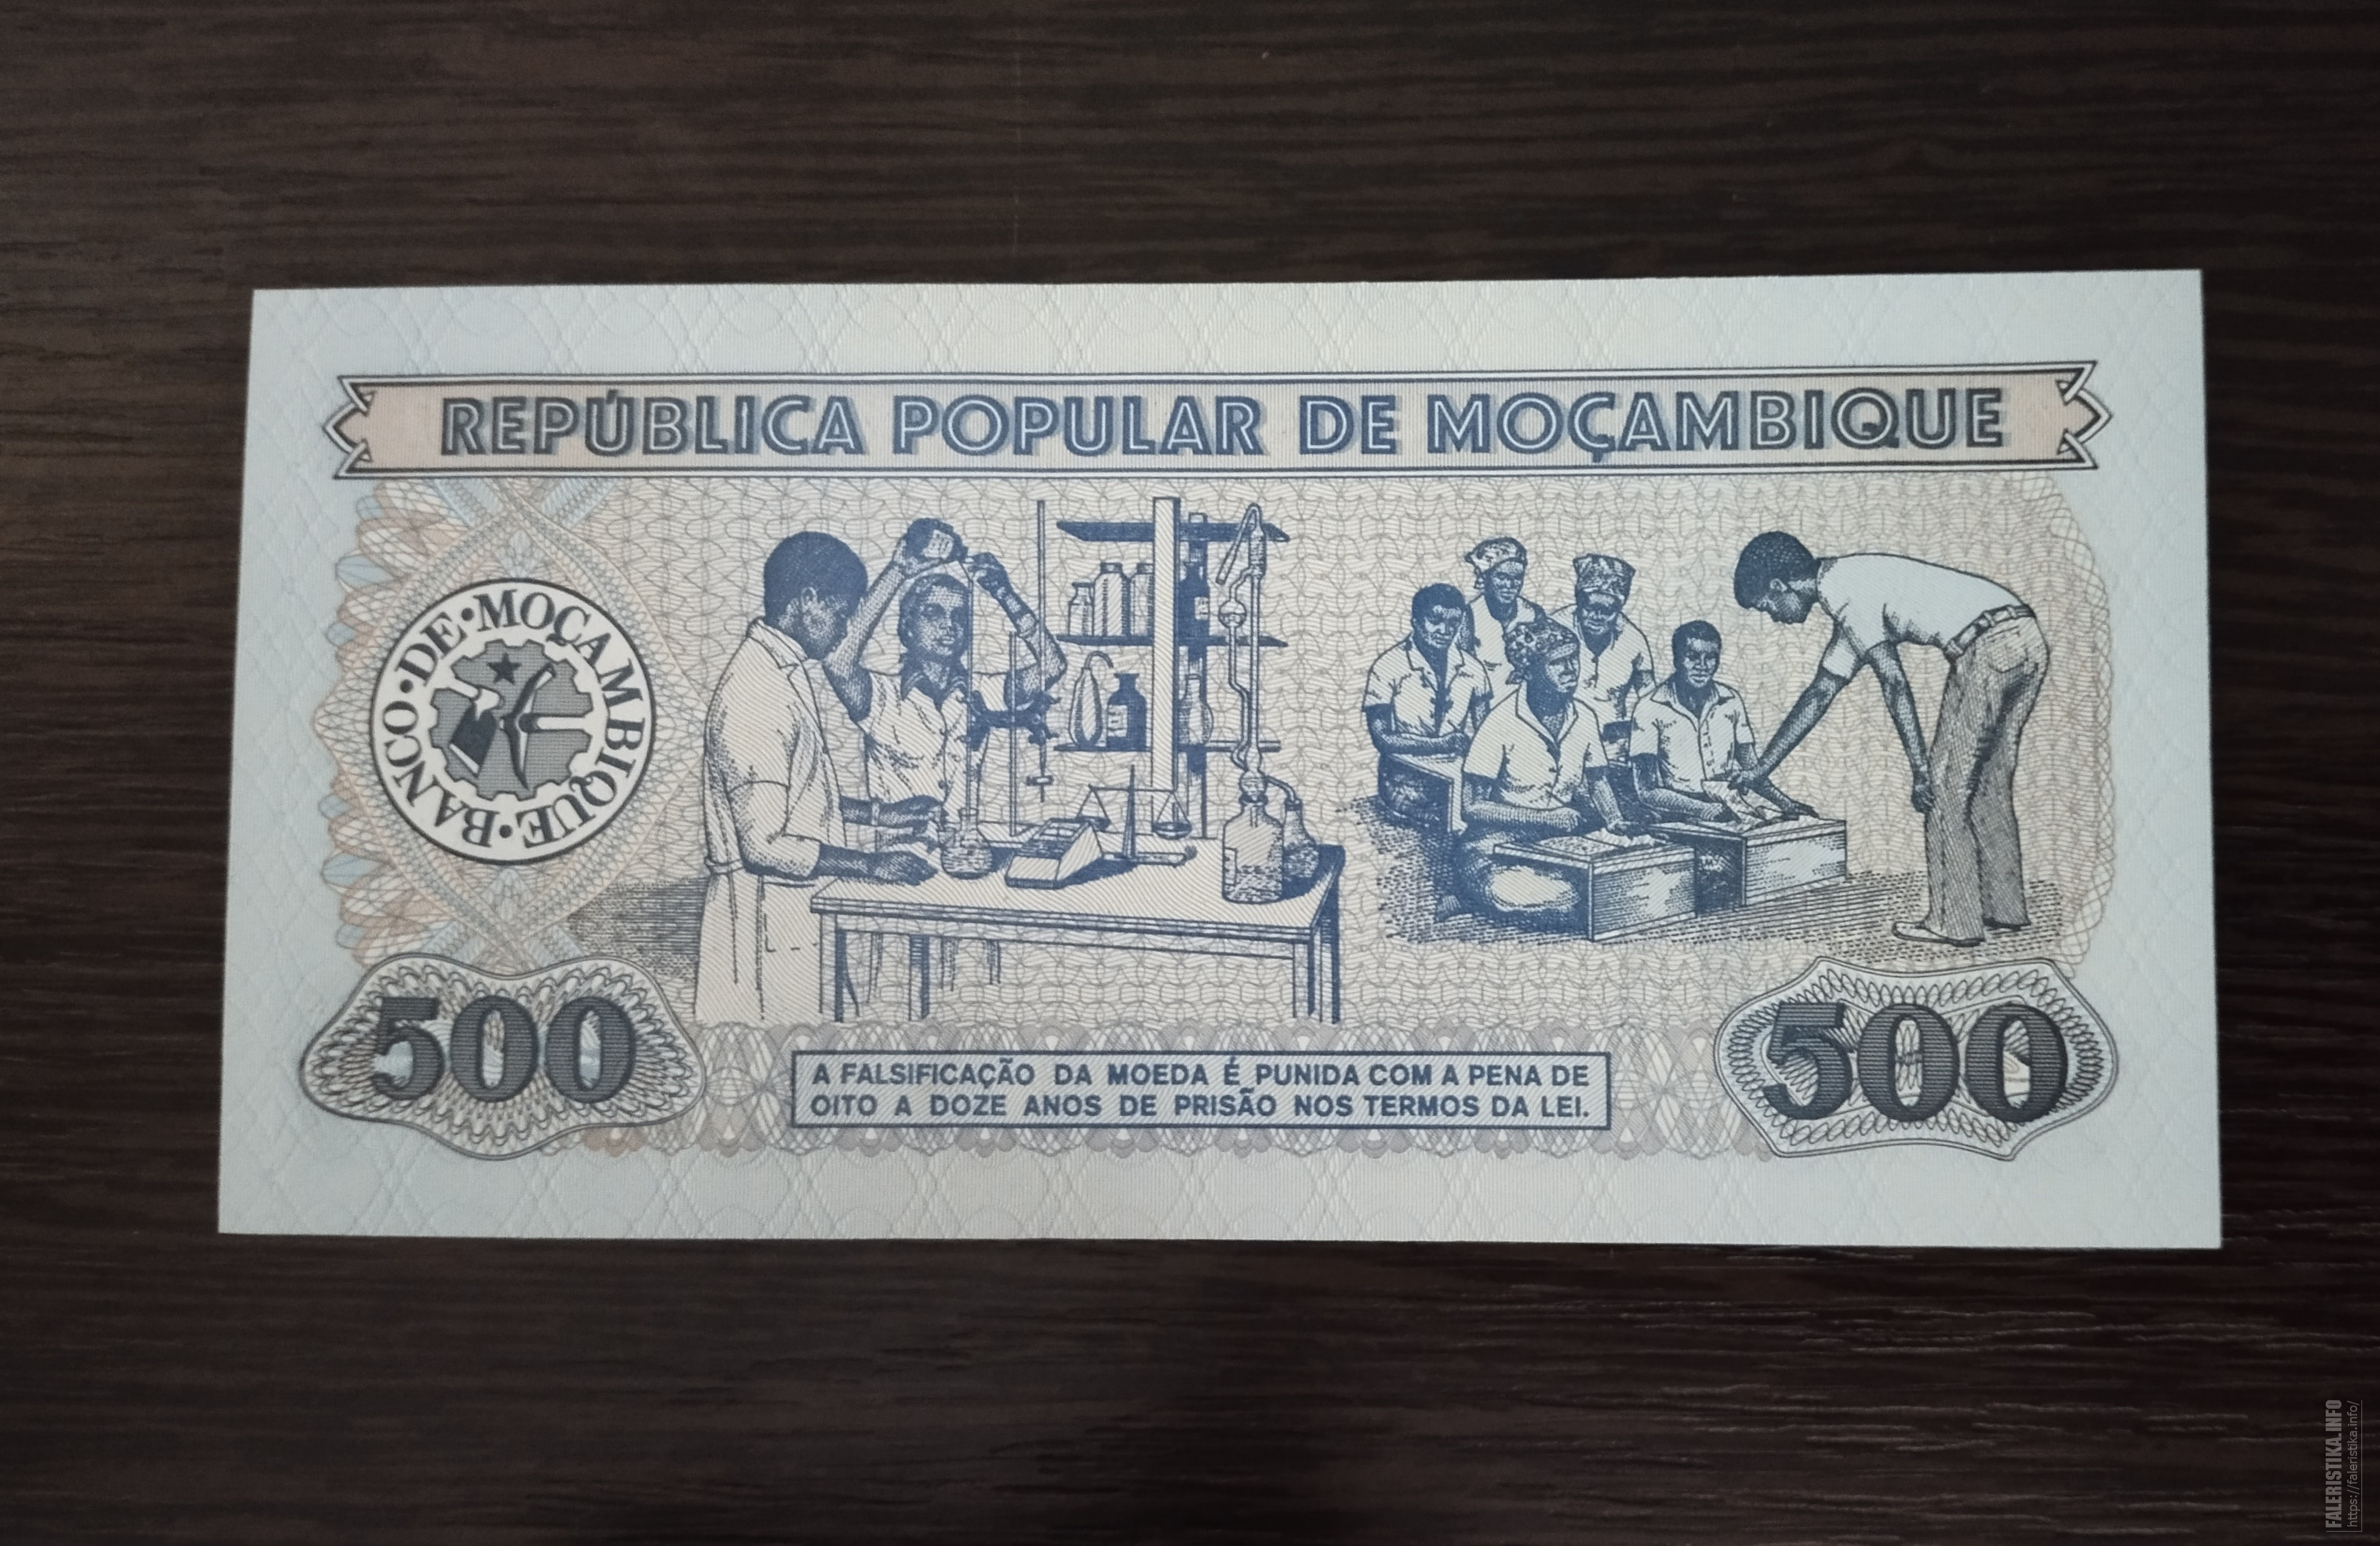 REPÚBLICA POPULAR DE MOÇAMBIQUE
BANCO • DE • MOÇAMBIQUE •
500
A FALSIFICAÇÃO DA MOEDA É PUNIDA COM A PENA DE
OITO A DOZE ANOS DE PRISÃO NOS TERMOS DA LEI.
500
FALERISTIKA.INFO
https://faleristika.info/